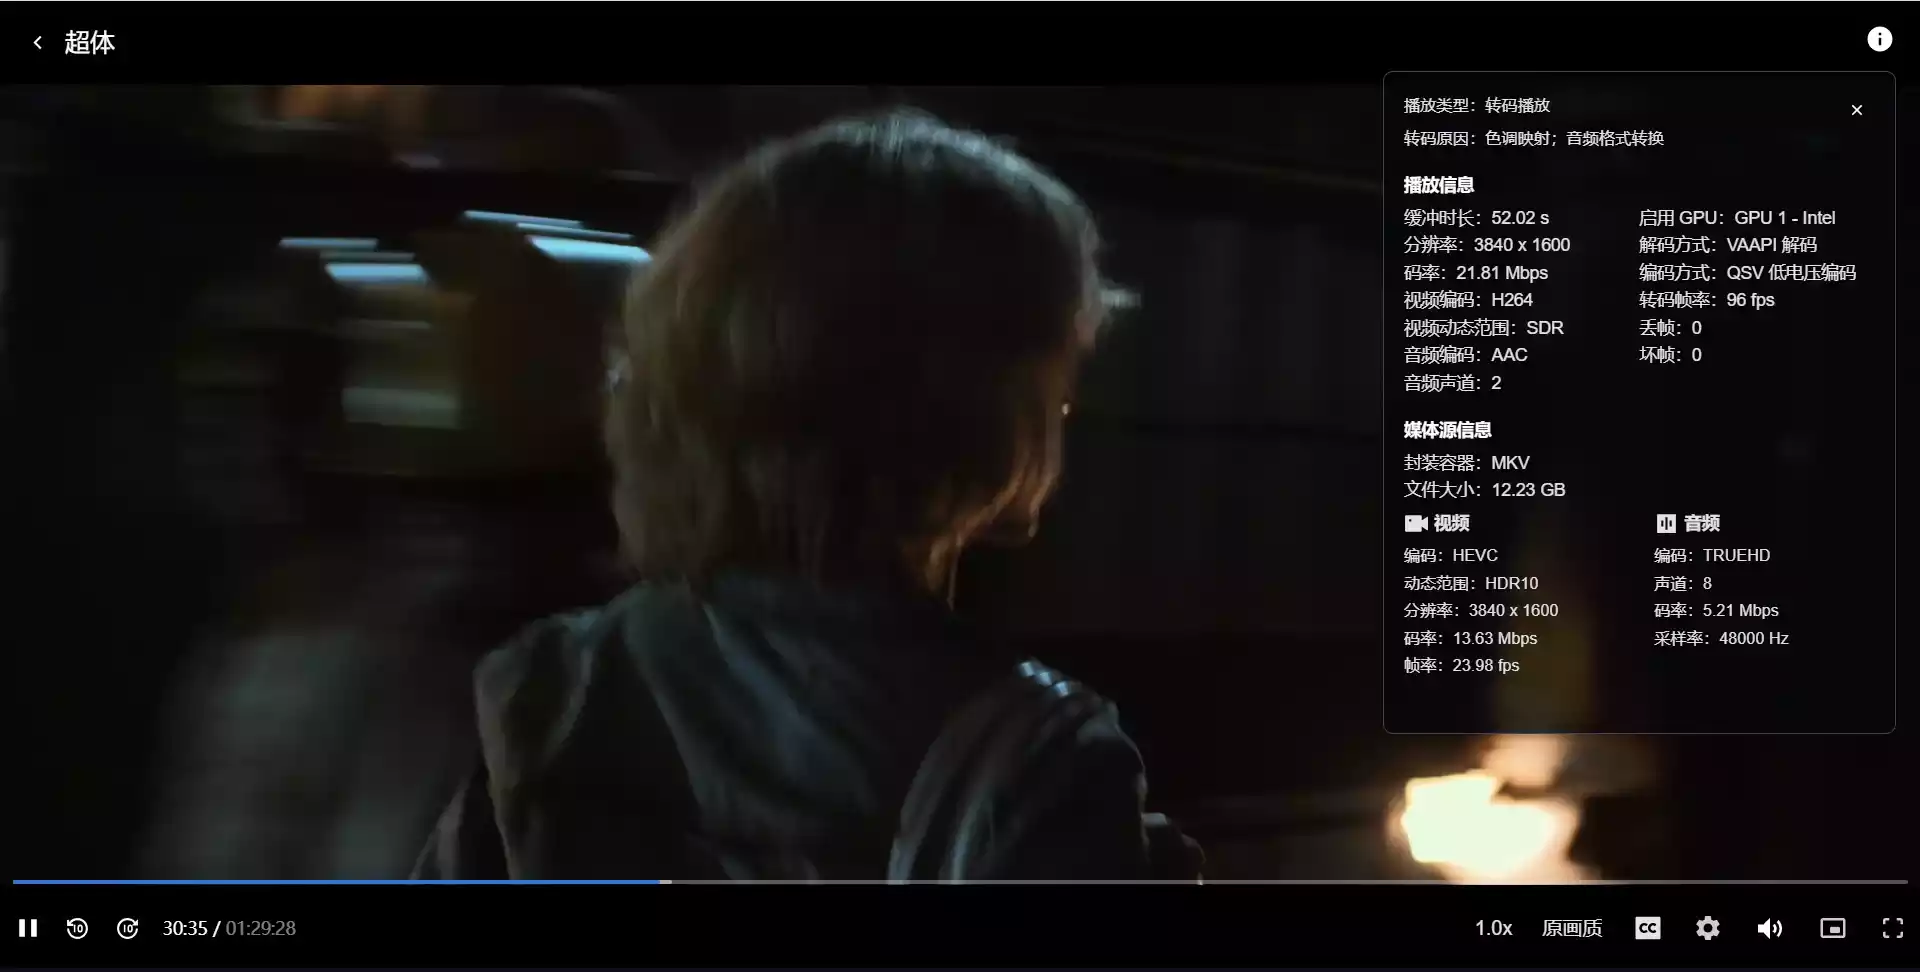 超体
播放类型：转码播放
转码原因：色调映射；音频格式转换
播放信息
缓冲时长：52.02 s
分辨率：3840 x 1600
码率：21.81 Mbps
视频编码：H264
视频动态范围：SDR
音频编码：AAC
音频声道：2
启用 GPU：GPU 1 - Intel
解码方式：VAAPI 解码
编码方式：QSV 低电压编码
转码帧率：96 fps
丢帧：0
坏帧：0
媒体源信息
封装容器：MKV
文件大小：12.23 GB
视频
编码：HEVC
动态范围：HDR10
分辨率：3840 x 1600
码率：13.63 Mbps
帧率：23.98 fps
音频
编码：TRUEHD
声道：8
码率：5.21 Mbps
采样率：48000 Hz
10
10
30:35 / 01:29:28
1.0x
原画质
CC